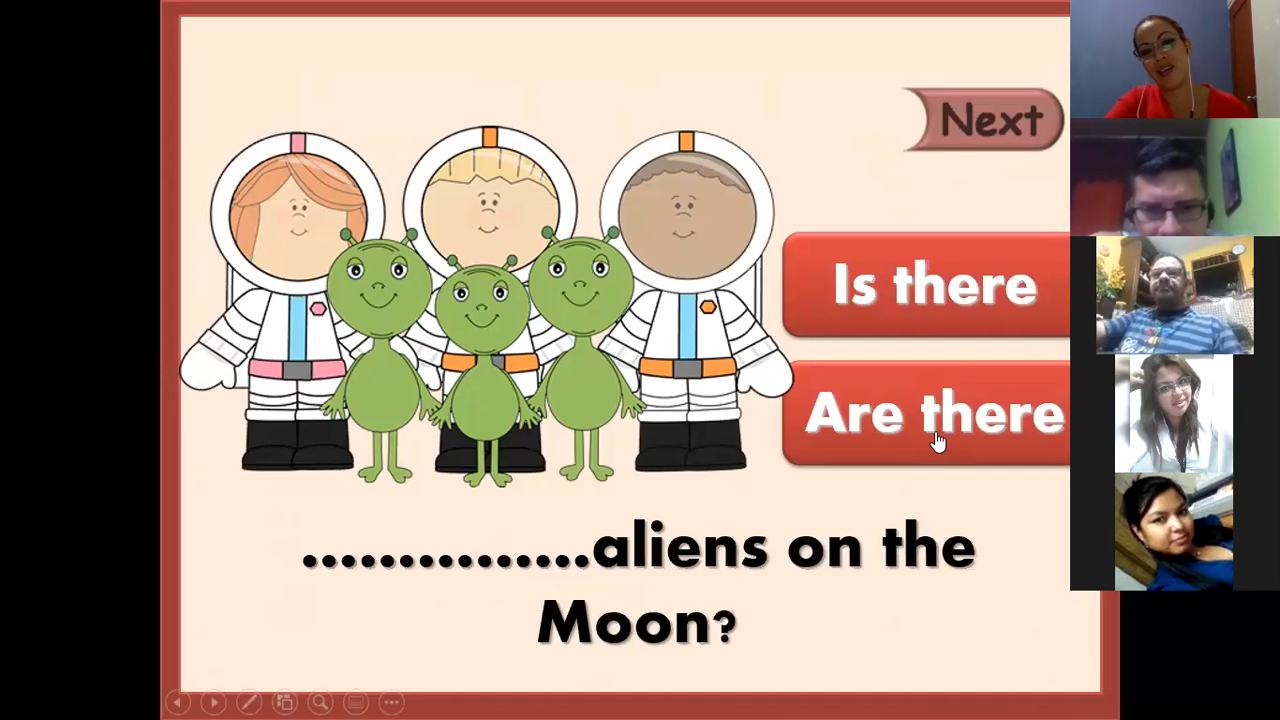 Next
Is there
Are there
...............aliens on the
Moon?